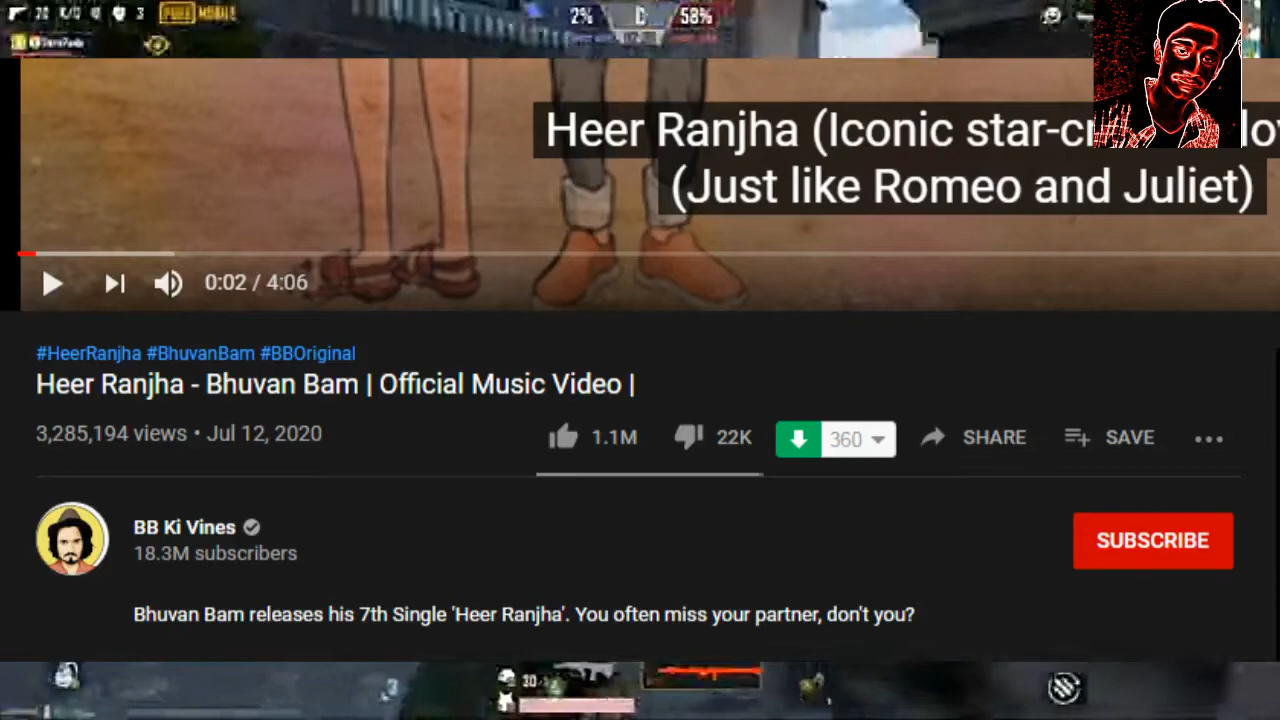 2% D 58%
Heer Ranjha (Iconic
(Just like Romeo and Juliet)
0:02 / 4:06
#HeerRanjha #BhuvanBam #BBOriginal
Heer Ranjha - Bhuvan Bam | Official Music Video |
3,285,194 views • Jul 12, 2020
1.1M 22K 360 SHARE SAVE
BB Ki Vines
18.3M subscribers
SUBSCRIBE
Bhuvan Bam releases his 7th Single 'Heer Ranjha'. You often miss your partner, don't you?
30